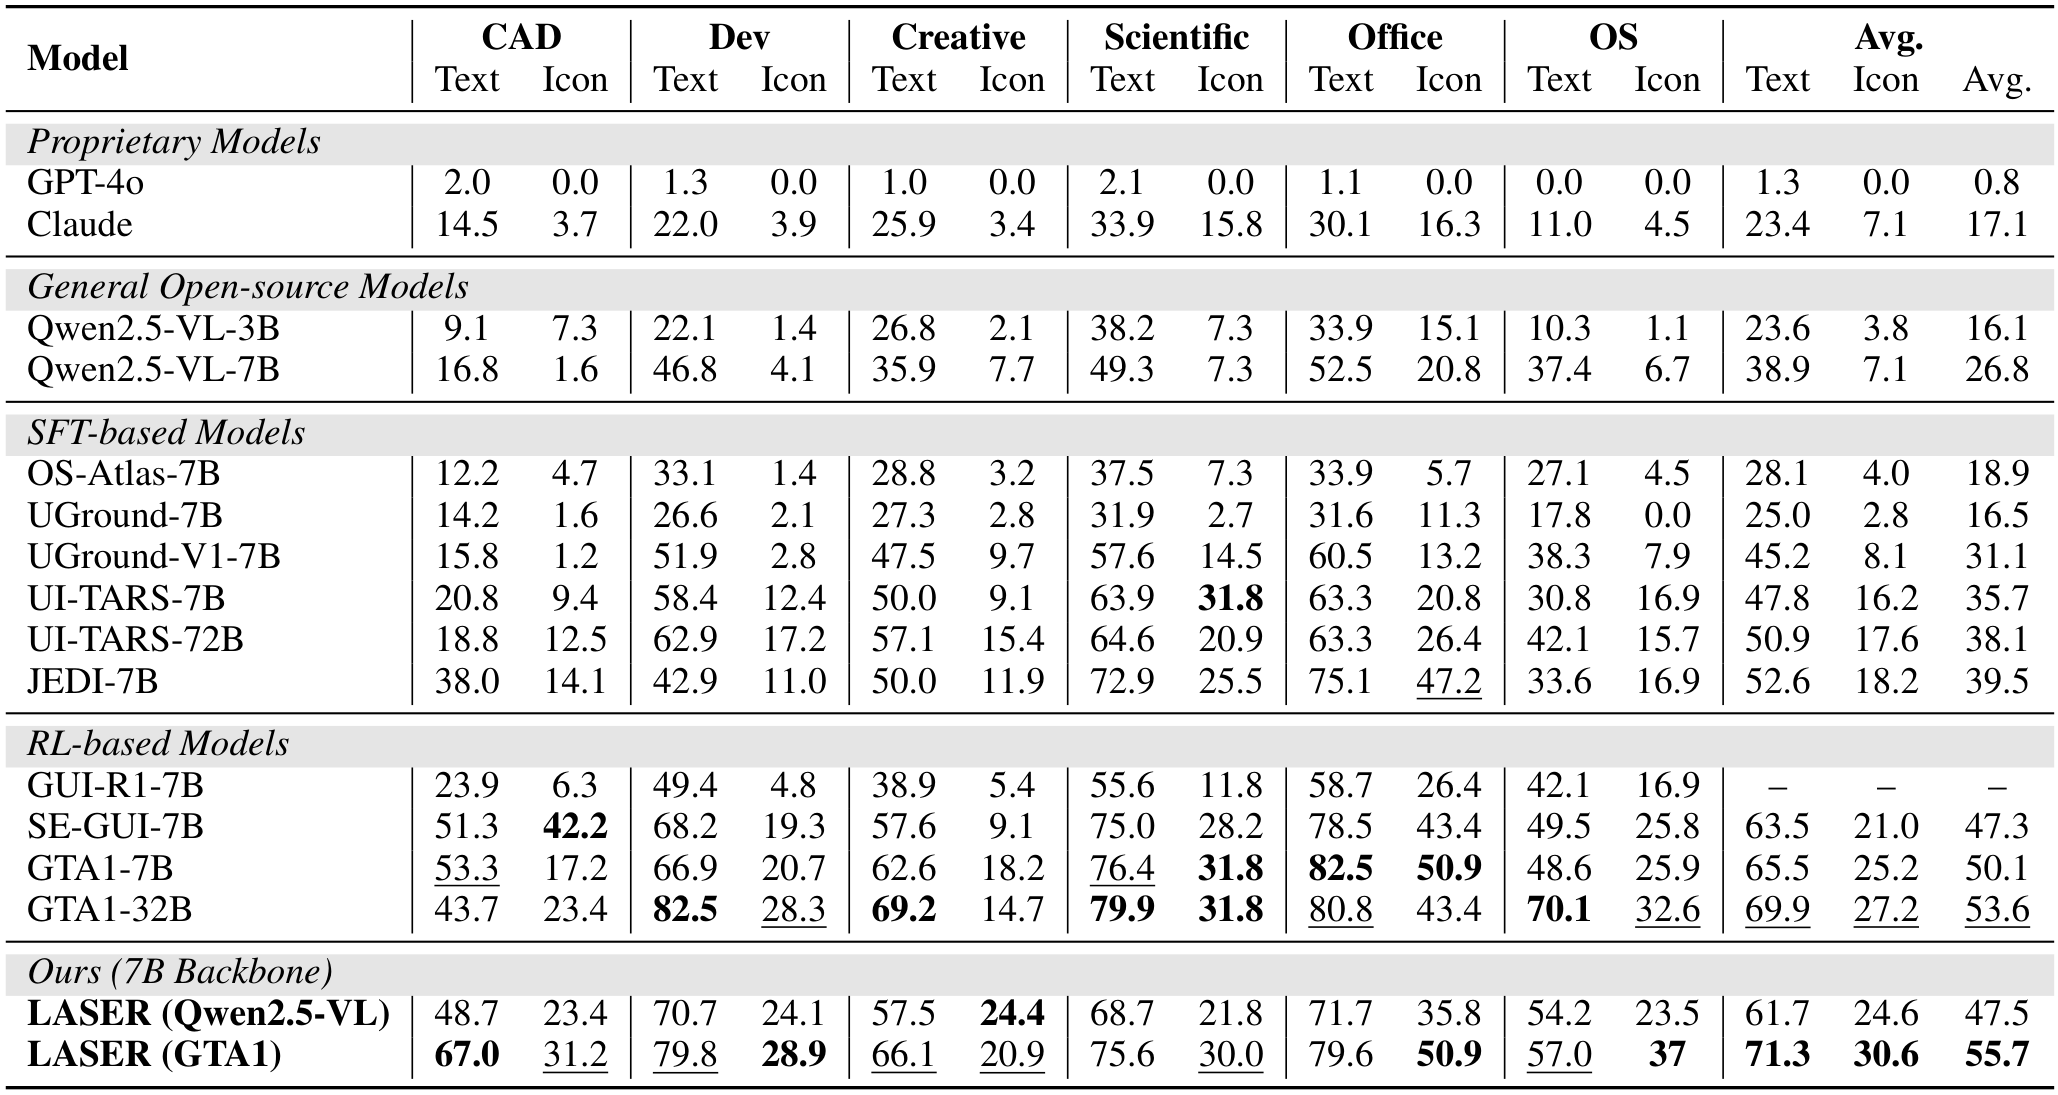 Model CAD Dev Creative Scientific Office OS Avg.
Text Icon Text Icon Text Icon Text Icon Text Icon Text Icon Text Icon Avg.
Proprietary Models
GPT-4o 2.0 0.0 1.3 0.0 1.0 0.0 2.1 0.0 1.1 0.0 0.0 0.0 1.3 0.0 0.8
Claude 14.5 3.7 22.0 3.9 25.9 3.4 33.9 15.8 30.1 16.3 11.0 4.5 23.4 7.1 17.1
General Open-source Models
Qwen2.5-VL-3B 9.1 7.3 22.1 1.4 26.8 2.1 38.2 7.3 33.9 15.1 10.3 1.1 23.6 3.8 16.1
Qwen2.5-VL-7B 16.8 1.6 46.8 4.1 35.9 7.7 49.3 7.3 52.5 20.8 37.4 6.7 38.9 7.1 26.8
SFT-based Models
OS-Atlas-7B 12.2 4.7 33.1 1.4 28.8 3.2 37.5 7.3 33.9 5.7 27.1 4.5 28.1 4.0 18.9
UGround-7B 14.2 1.6 26.6 2.1 27.3 2.8 31.9 2.7 31.6 11.3 17.8 0.0 25.0 2.8 16.5
UGround-V1-7B 15.8 1.2 51.9 2.8 47.5 9.7 57.6 14.5 60.5 13.2 38.3 7.9 45.2 8.1 31.1
UI-TARS-7B 20.8 9.4 58.4 12.4 50.0 9.1 63.9 31.8 63.3 20.8 30.8 16.9 47.8 16.2 35.7
UI-TARS-72B 18.8 12.5 62.9 17.2 57.1 15.4 64.6 20.9 63.3 26.4 42.1 15.7 50.9 17.6 38.1
JEDI-7B 38.0 14.1 42.9 11.0 50.0 11.9 72.9 25.5 75.1 47.2 33.6 16.9 52.6 18.2 39.5
RL-based Models
GUI-R1-7B 23.9 6.3 49.4 4.8 38.9 5.4 55.6 11.8 58.7 26.4 42.1 16.9 – – –
SE-GUI-7B 51.3 42.2 68.2 19.3 57.6 9.1 75.0 28.2 78.5 43.4 49.5 25.8 63.5 21.0 47.3
GTA1-7B 53.3 17.2 66.9 20.7 62.6 18.2 76.4 31.8 82.5 50.9 48.6 25.9 65.5 25.2 50.1
GTA1-32B 43.7 23.4 82.5 28.3 69.2 14.7 79.9 31.8 80.8 43.4 70.1 32.6 69.9 27.2 53.6
Ours (7B Backbone)
LASER (Qwen2.5-VL) 48.7 23.4 70.7 24.1 57.5 24.4 68.7 21.8 71.7 35.8 54.2 23.5 61.7 24.6 47.5
LASER (GTA1) 67.0 31.2 79.8 28.9 66.1 20.9 75.6 30.0 79.6 50.9 57.0 37 71.3 30.6 55.7